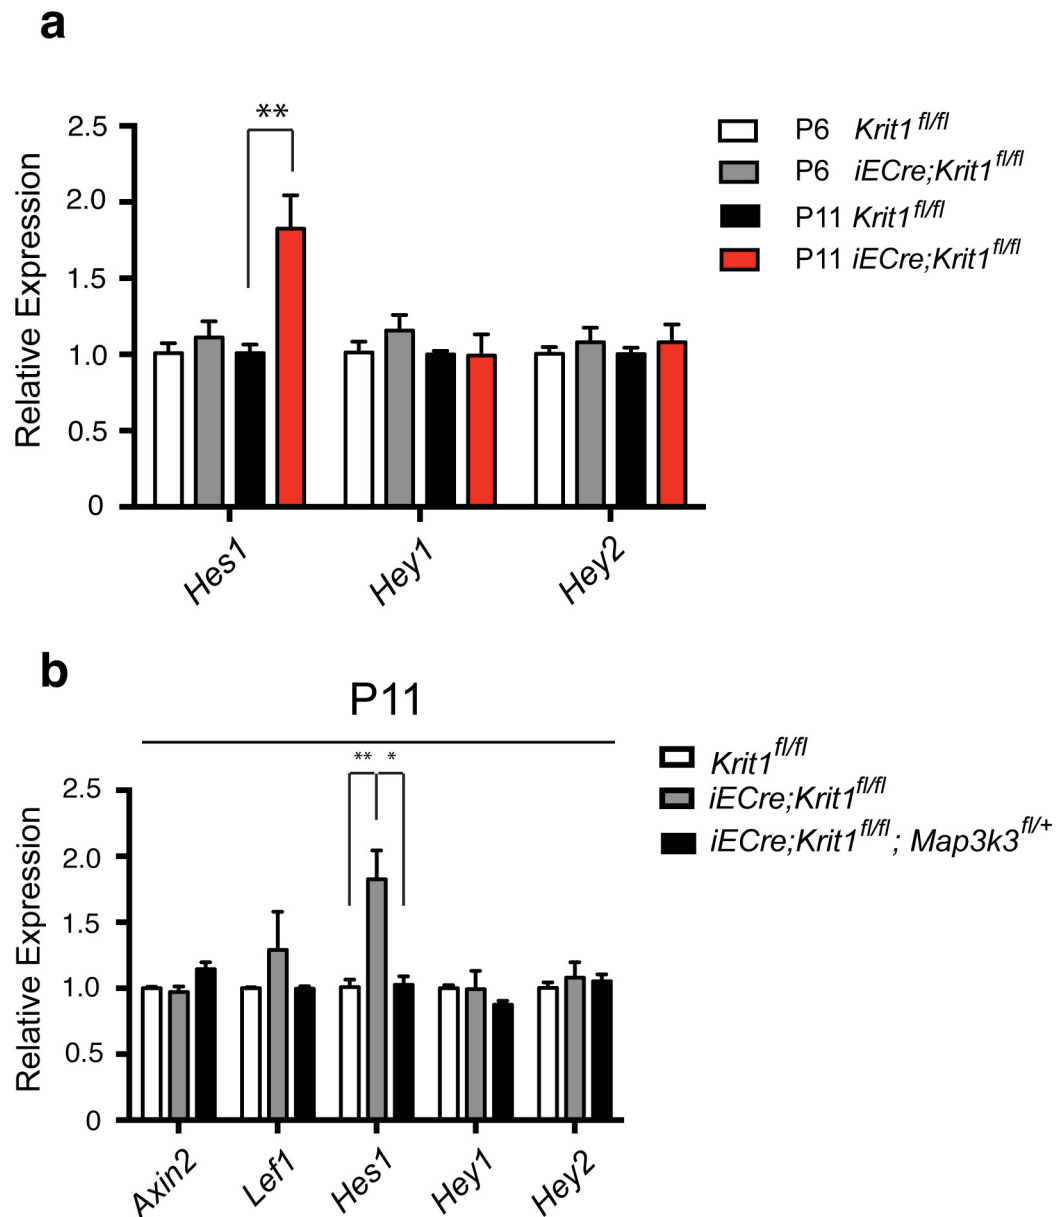 a
**
2.5
2.0
1.5
1.0
0.5
0
Relative Expression
Hes1
Hey1
Hey2
P6 Krit1fl/fl
P6 iECre;Krit1fl/fl
P11 Krit1fl/fl
P11 iECre;Krit1fl/fl
b
P11
** *
2.5
2.0
1.5
1.0
0.5
0
Relative Expression
Axin2
Lef1
Hes1
Hey1
Hey2
Krit1fl/fl
iECre;Krit1fl/fl
iECre;Krit1fl/fl; Map3k3fl/+